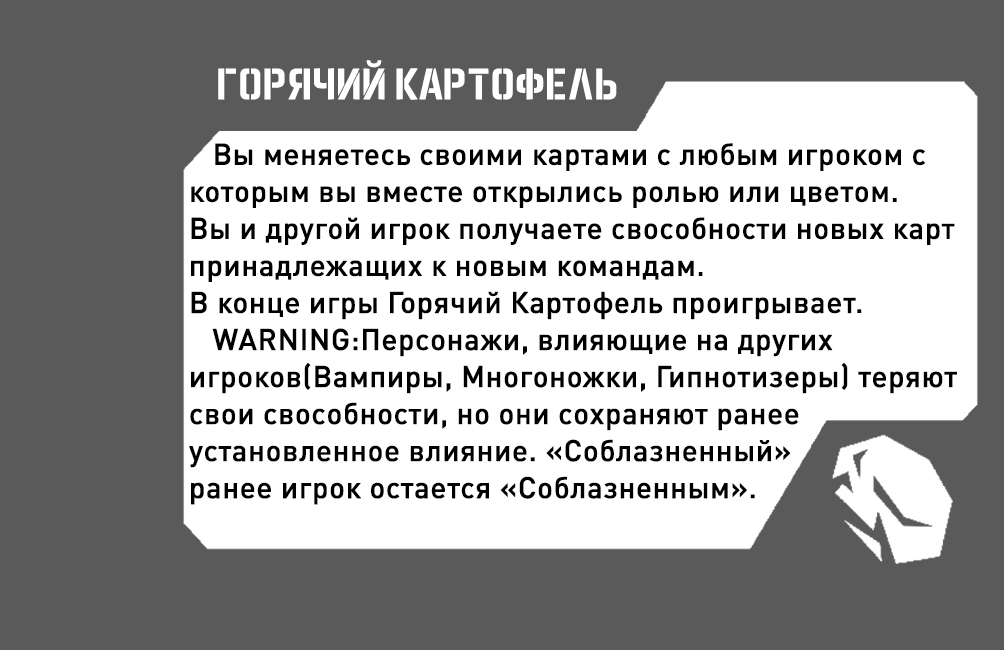 ГОРЯЧИЙ КАРТОФЕЛЬ
Вы меняетесь своими картами с любым игроком с
которым вы вместе открылись ролью или цветом.
Вы и другой игрок получаете свособности новых карт
принадлежащих к новым командам.
В конце игры Горячий Картофель проигрывает.
WARNING:Персонажи, влияющие на других
игроков(Вампиры, Многоножки, Гипнотизеры) теряют
свои свособности, но они сохраняют ранее
установленное влияние. «Соблазненный»
ранее игрок остается «Соблазненным».